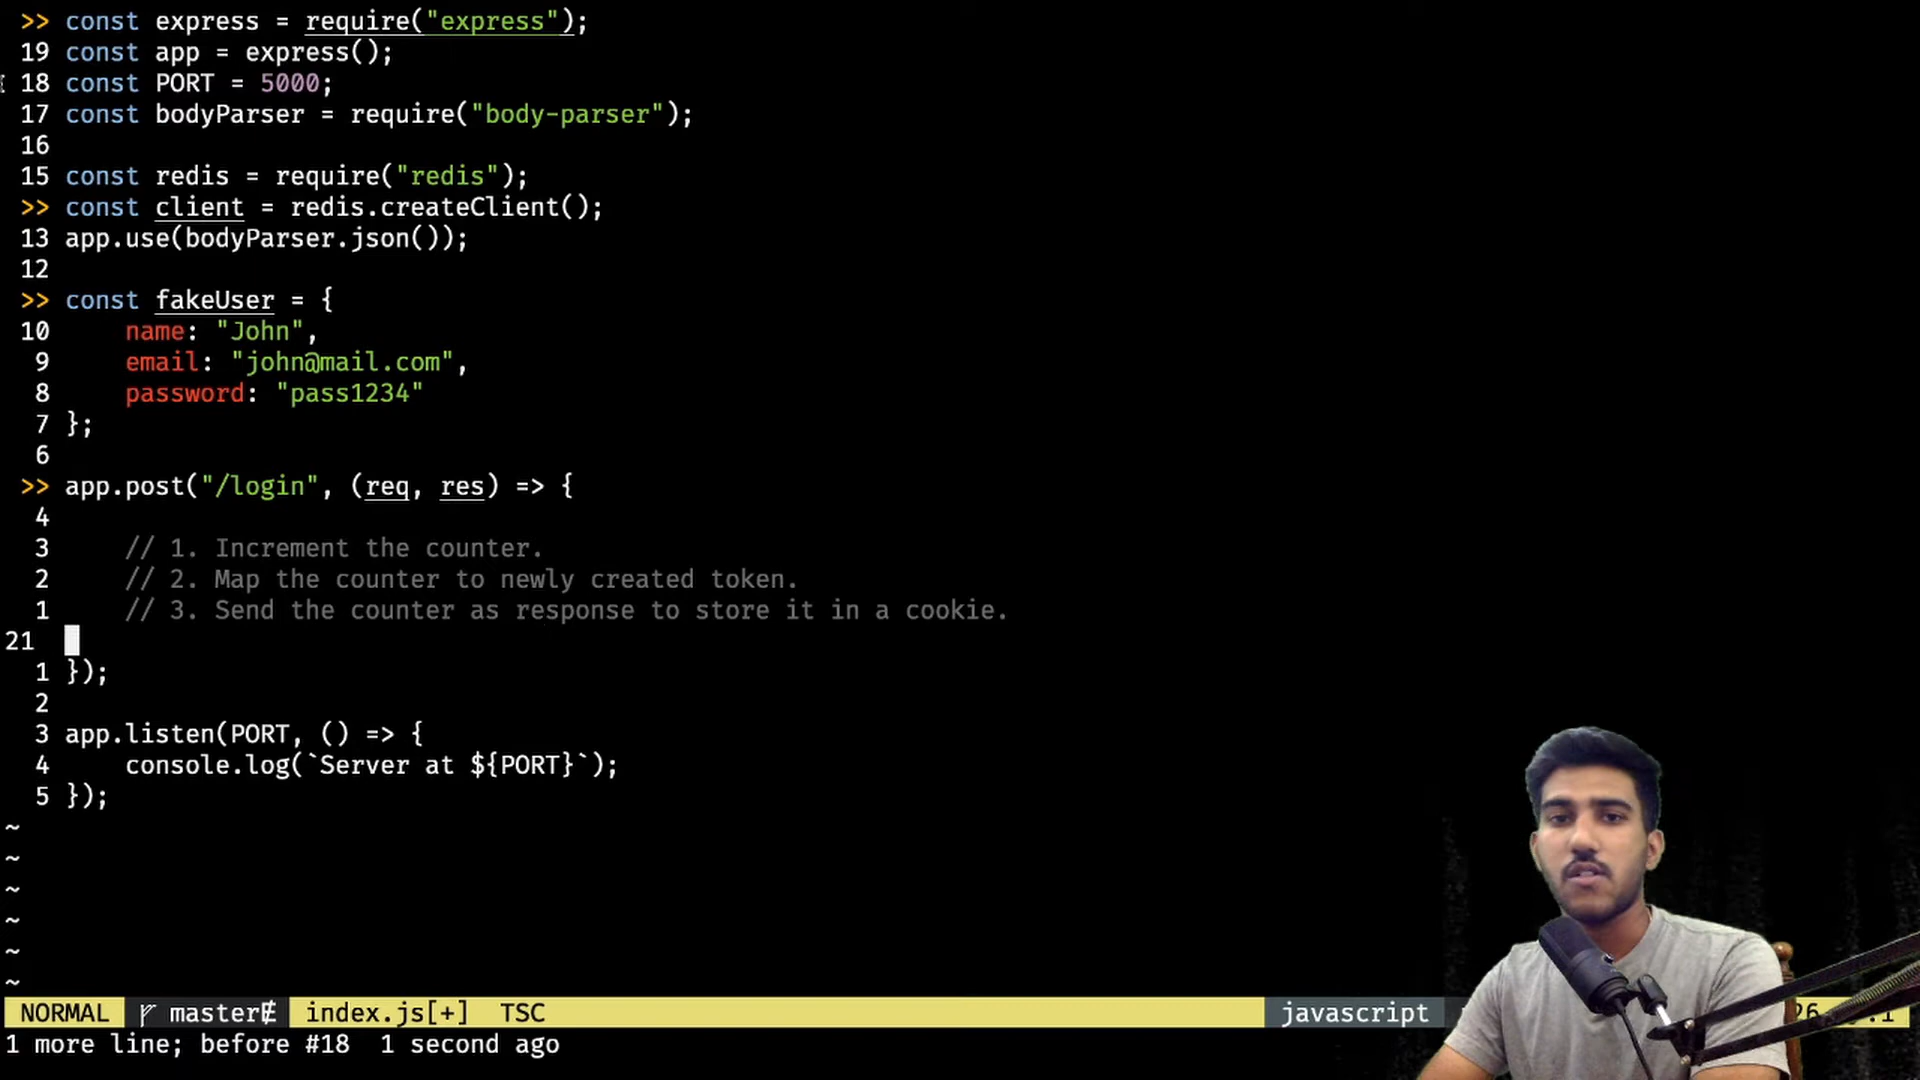 >> const express = require("express");
19 const app = express();
18 const PORT = 5000;
17 const bodyParser = require("body-parser");
16
15 const redis = require("redis");
>> const client = redis.createClient();
13 app.use(bodyParser.json());
12
>> const fakeUser = {
10     name: "John",
9     email: "john@mail.com",
8     password: "pass1234"
7 };
6
>> app.post("/login", (req, res) => {
4
3     // 1. Increment the counter.
2     // 2. Map the counter to newly created token.
1     // 3. Send the counter as response to store it in a cookie.
21
1 });
2
3 app.listen(PORT, () => {
4     console.log(`Server at ${PORT}`);
5 });
~
~
~
~
~
~
NORMAL master index.js[+] TSC javascript
1 more line; before #18  1 second ago